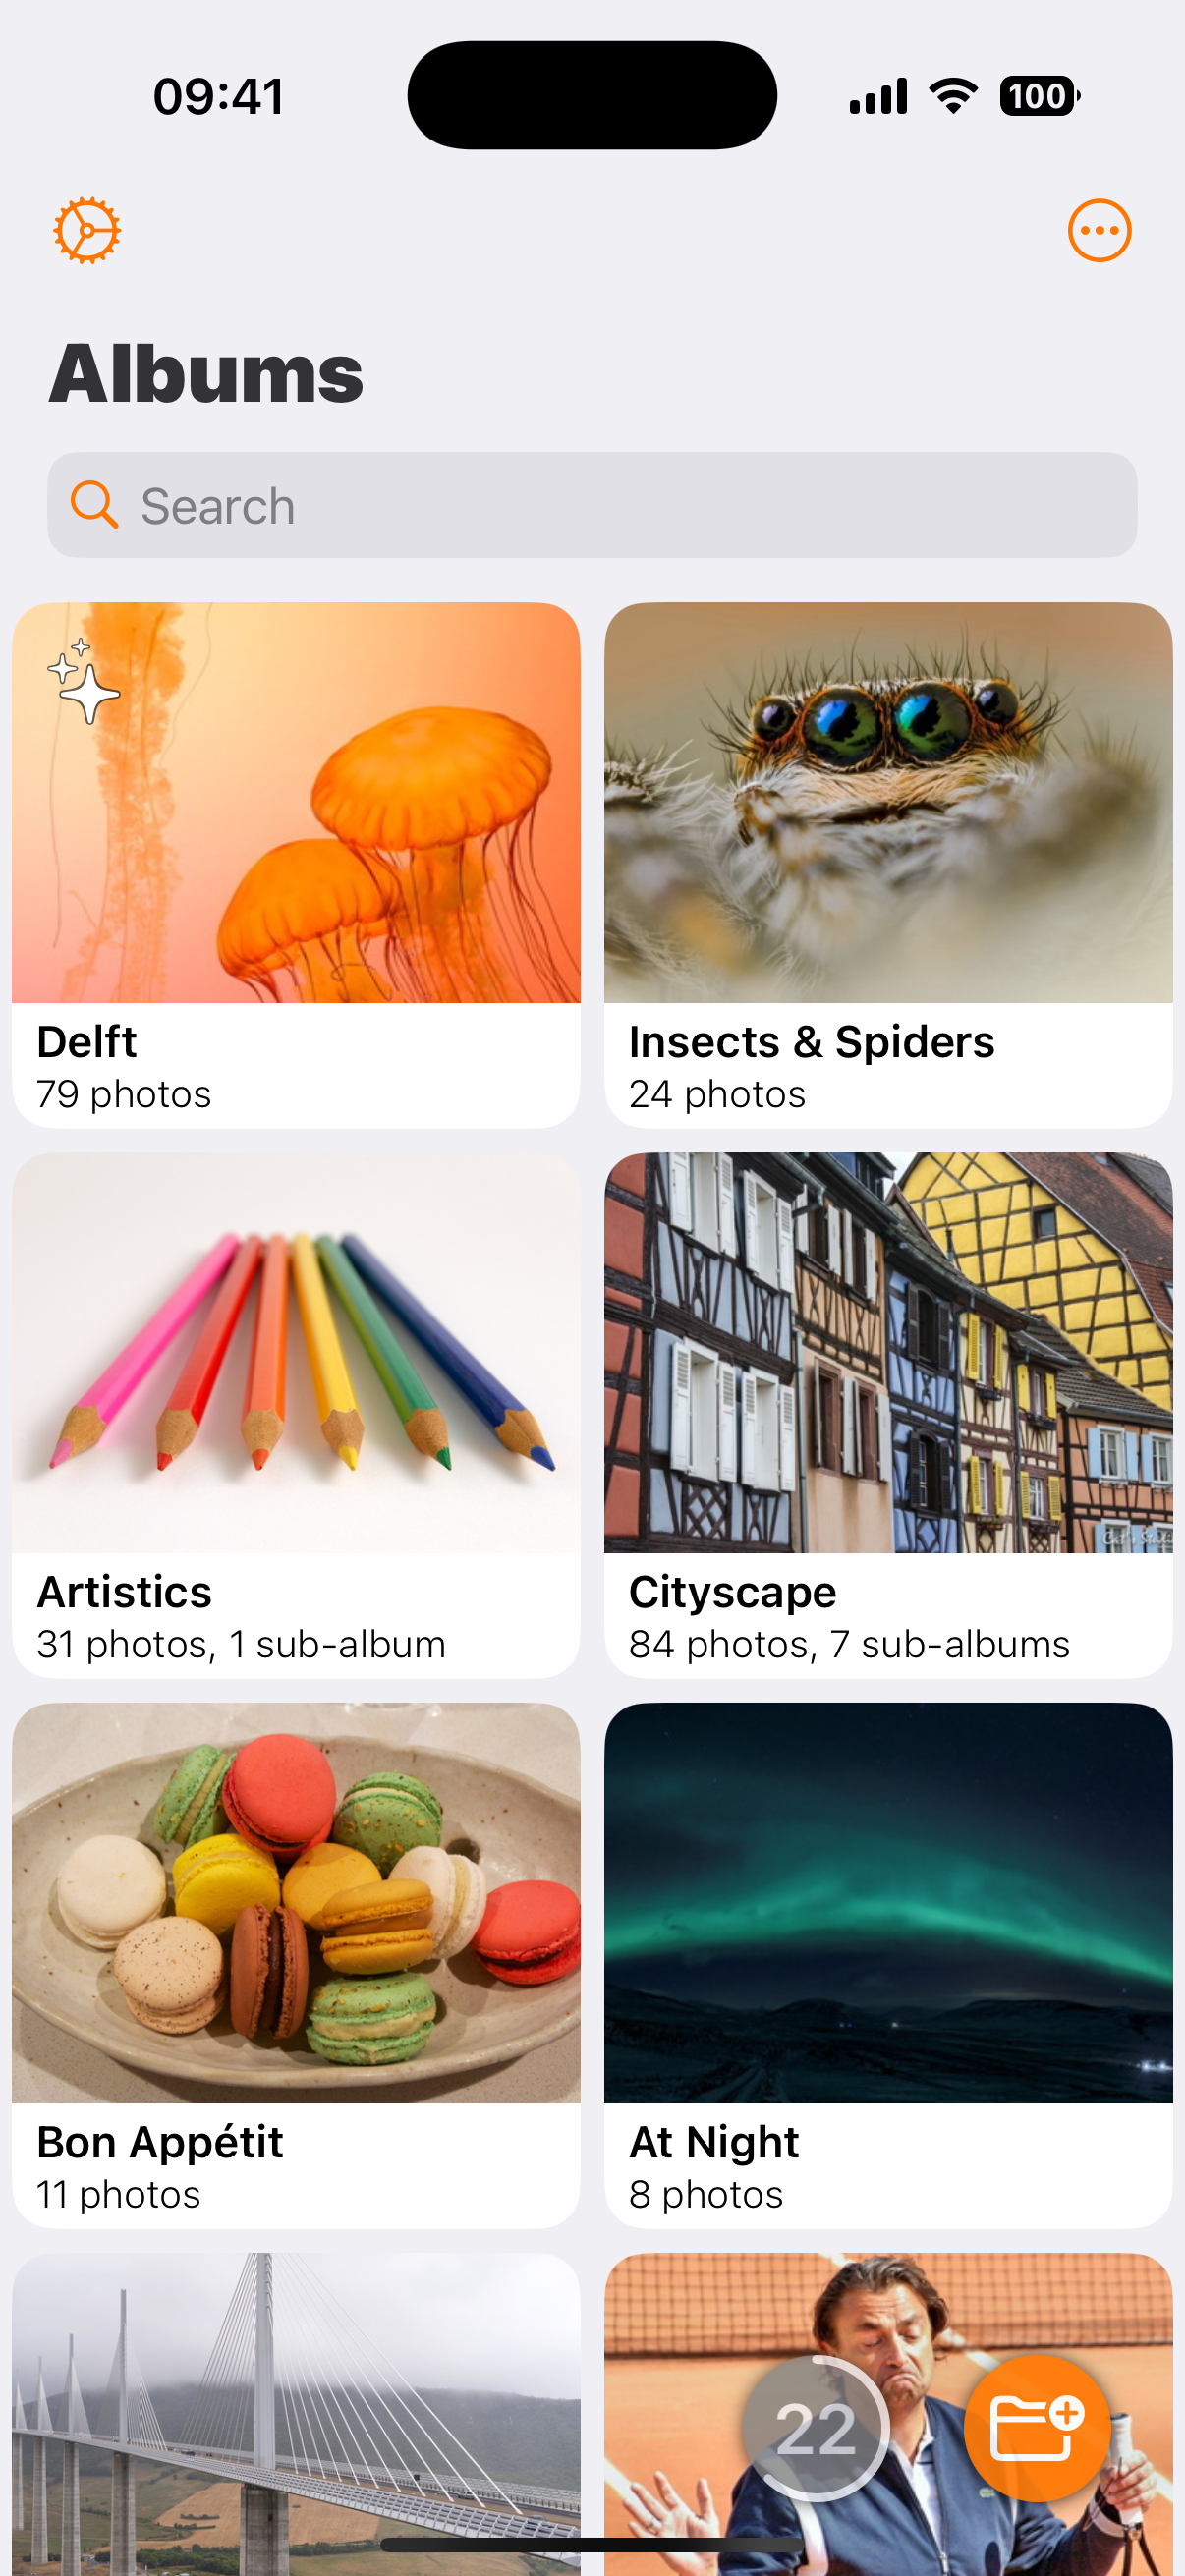 09:41
100
Albums
Search
Delft
79 photos
Insects & Spiders
24 photos
Artistics
31 photos, 1 sub-album
Cityscape
84 photos, 7 sub-albums
Bon Appétit
11 photos
At Night
8 photos
22